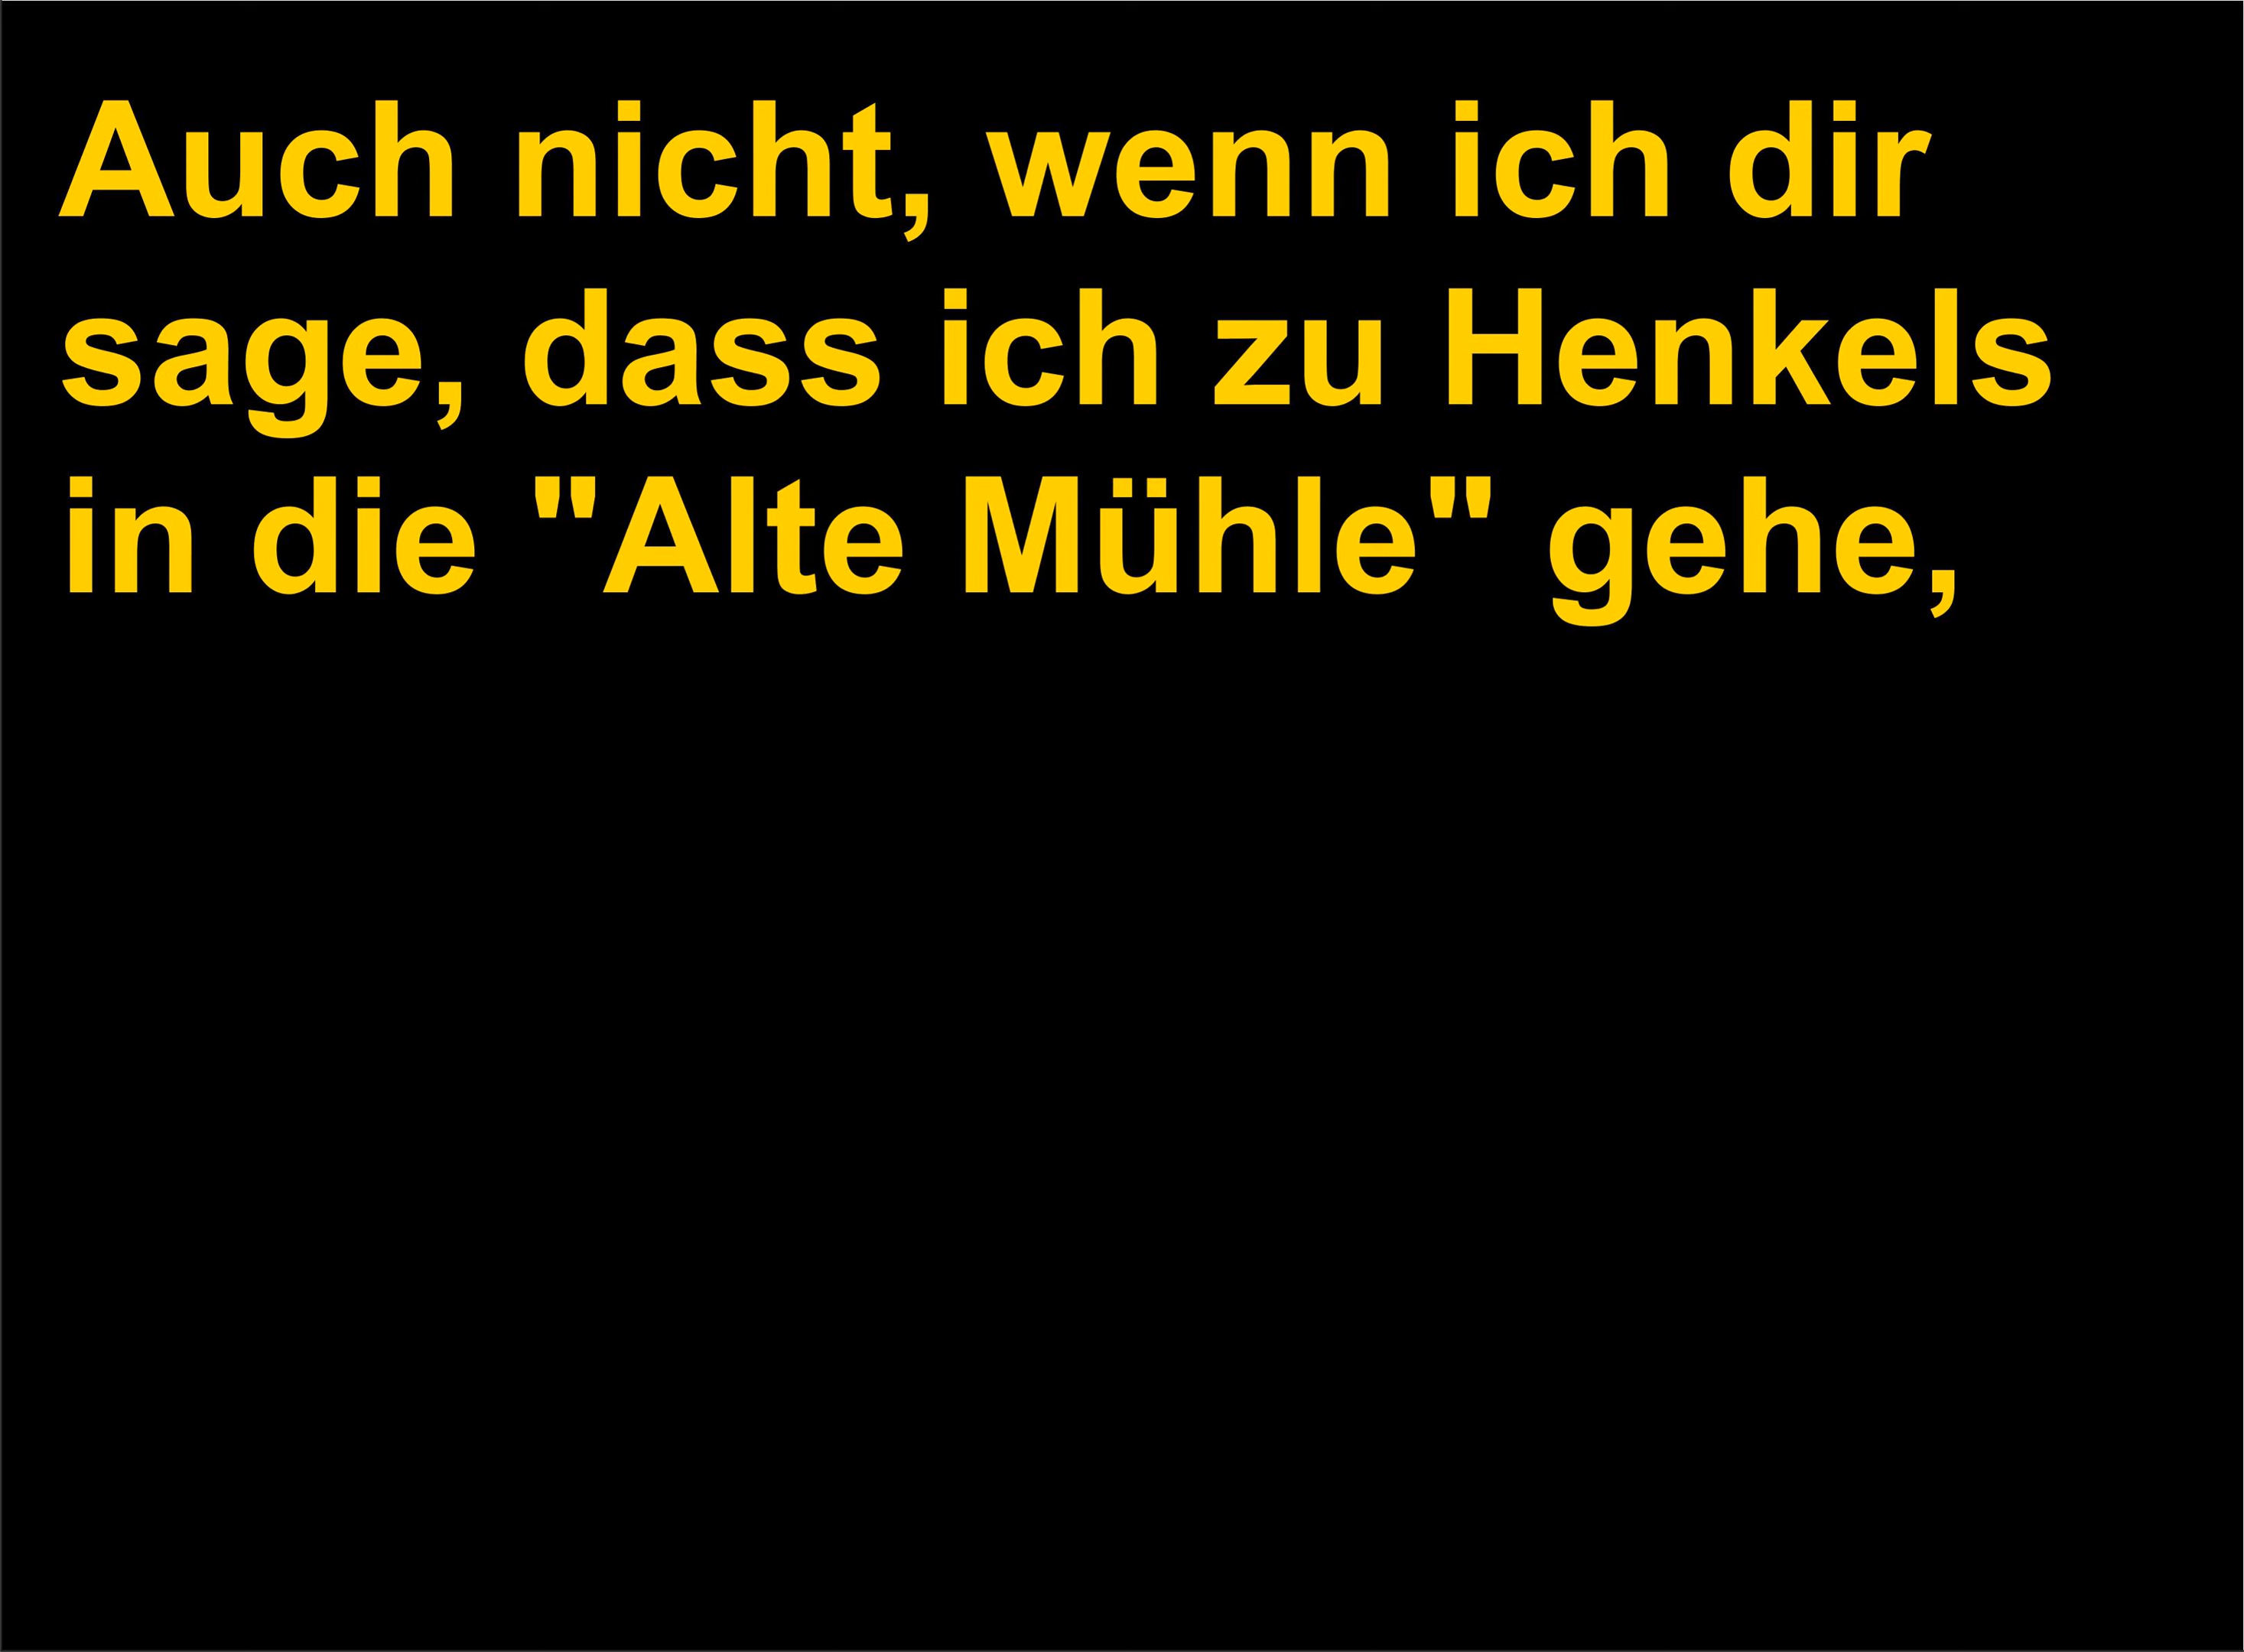 Auch nicht, wenn ich dir
sage, dass ich zu Henkels
in die "Alte Mühle" gehe,